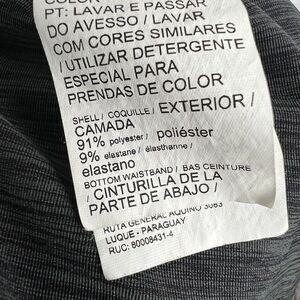 PT: LAVAR E PASSAR
DO AVESSO / LAVAR
COM CORES SIMILARES
/ UTILIZAR DETERGENTE
ESPECIAL PARA
PRENDAS DE COLOR
SHELL / COQUILLE / EXTERIOR /
CAMADA
91% polyester / poliéster
9% elastane / élasthanne /
elastano
BOTTOM WAISTBAND / BAS CEINTURE
/ CINTURILLA DE LA
PARTE DE ABAJO /
RUTA GENERAL AQUINO 3083
LUQUE - PARAGUAY
RUC: 80008431-4